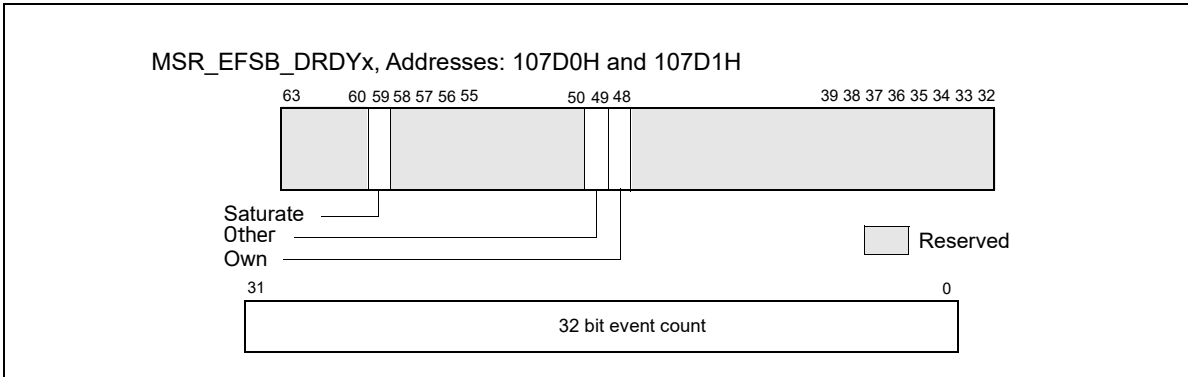 MSR_EFSB_DRDYx, Addresses: 107D0H and 107D1H
63 60 59 58 57 56 55 50 49 48 39 38 37 36 35 34 33 32
Saturate
Other
Own
Reserved
31 0
32 bit event count